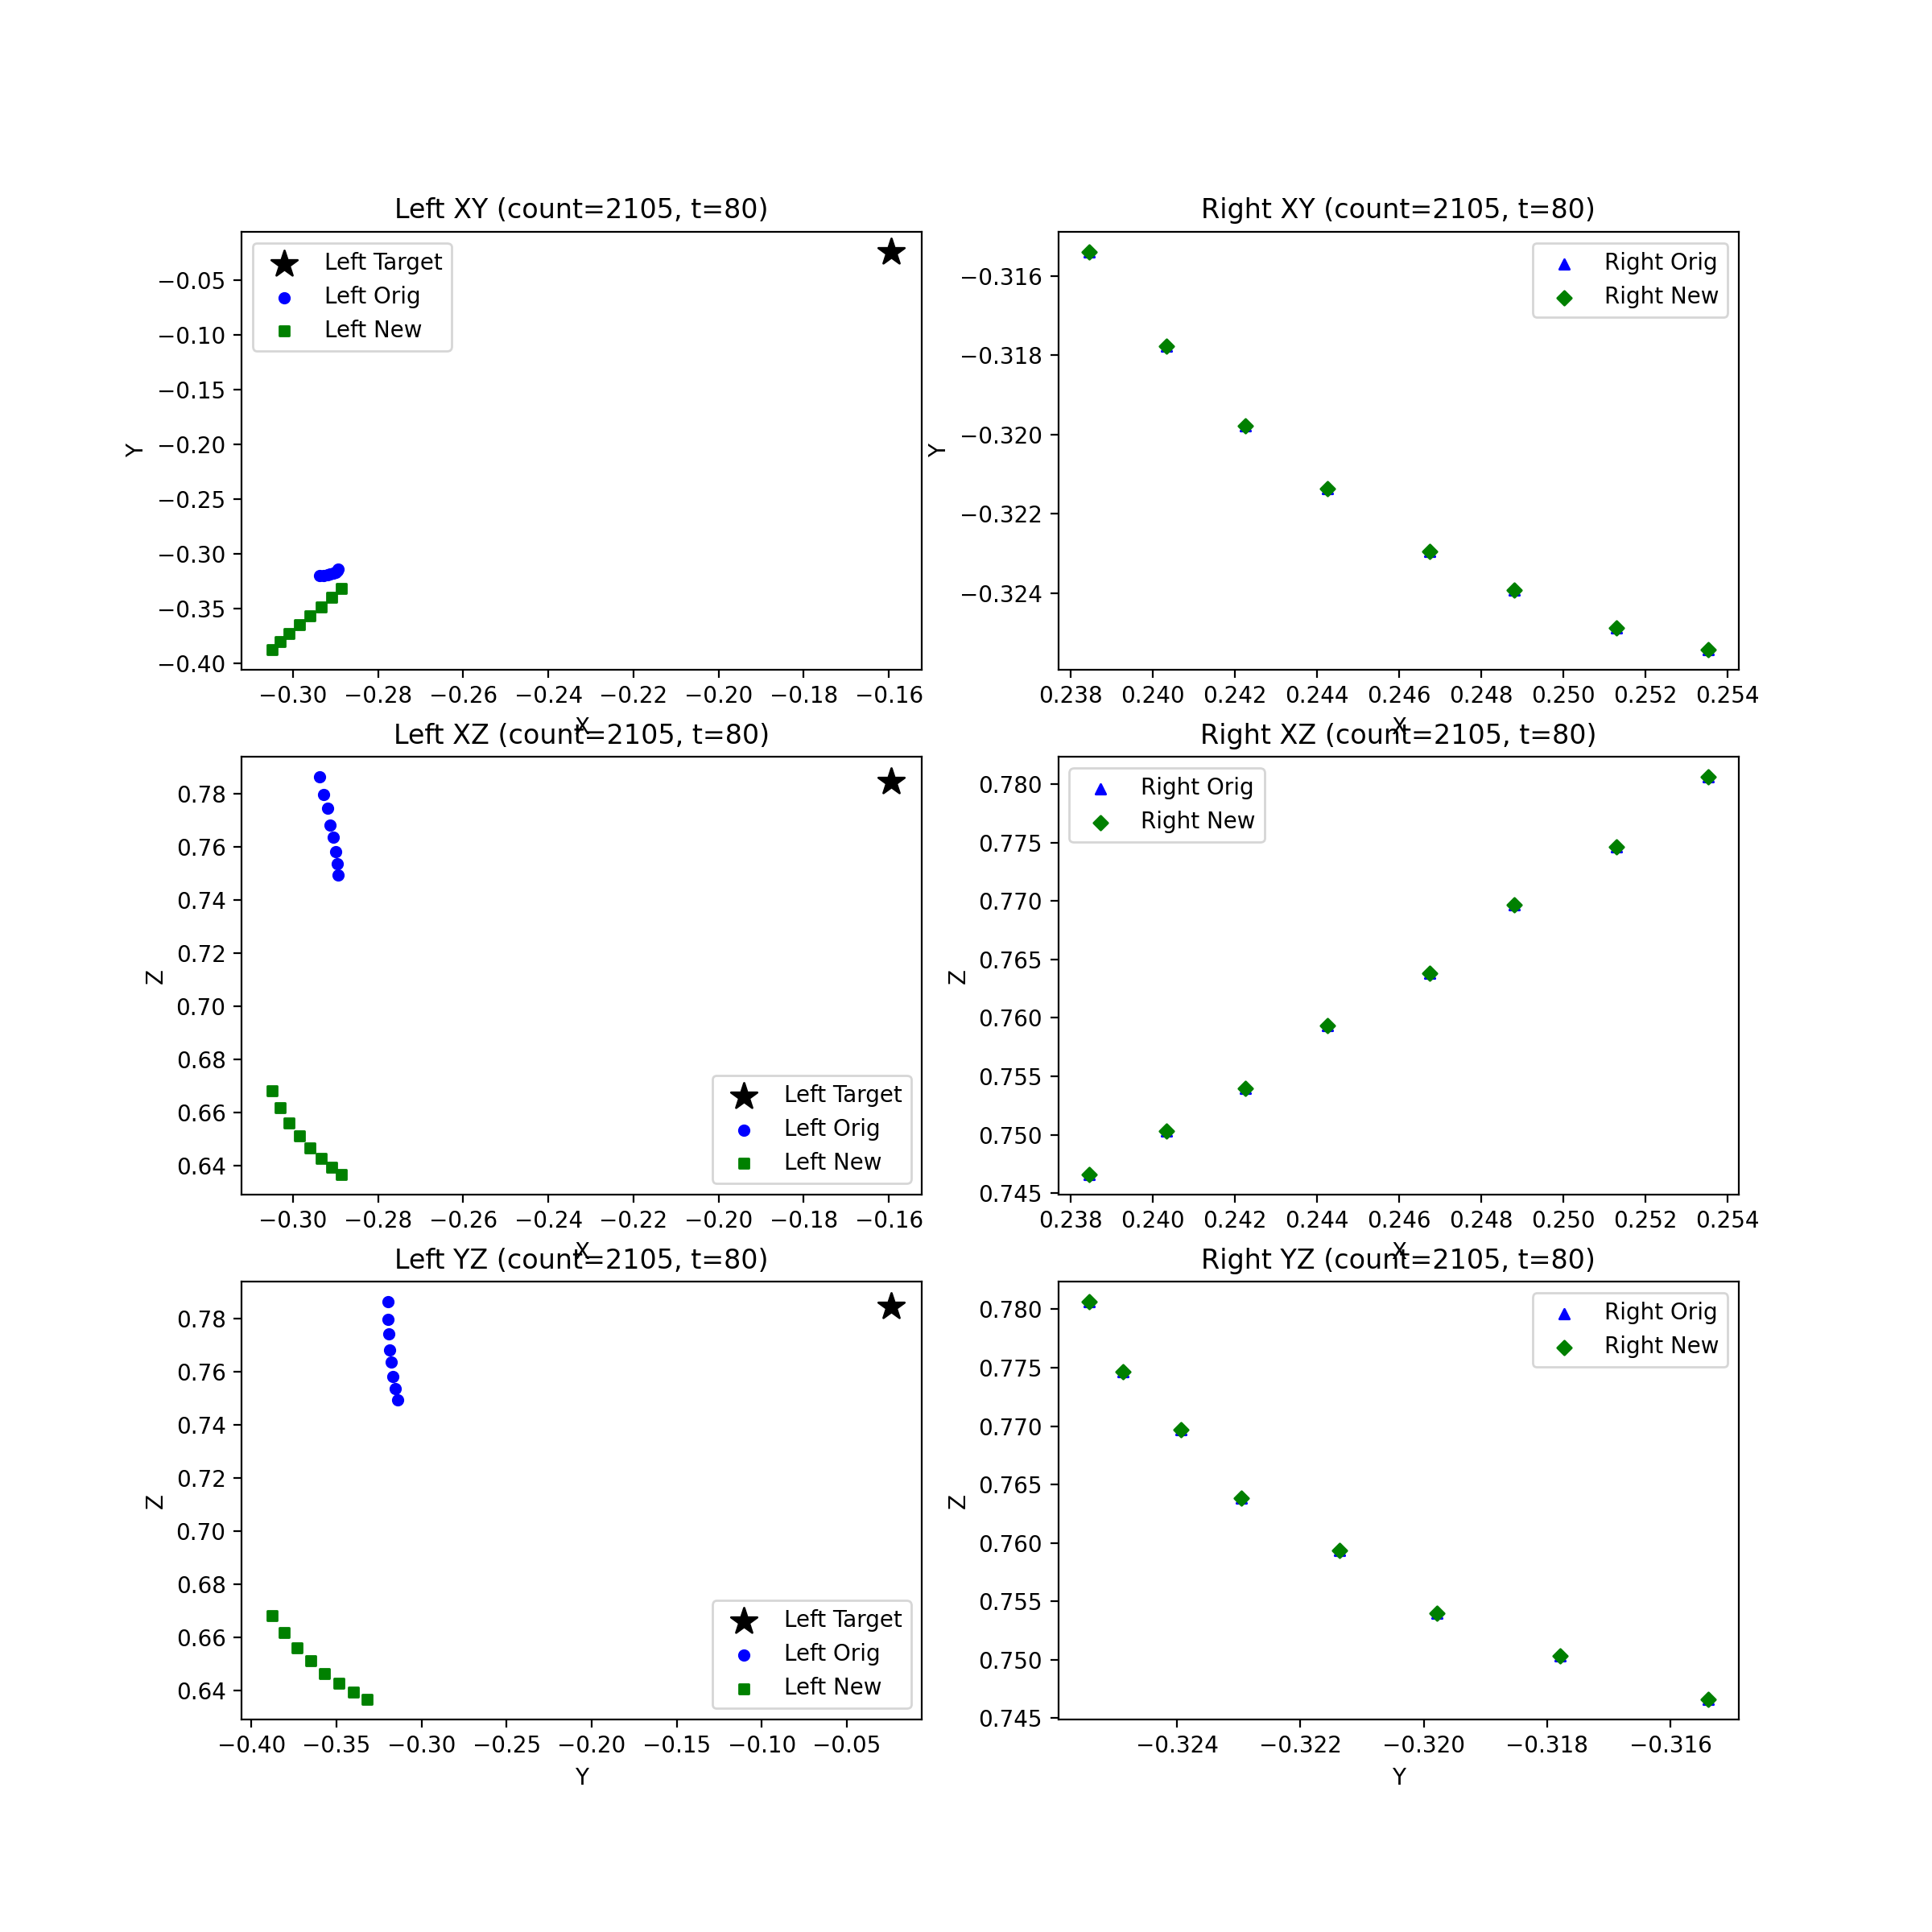 Left XY (count=2105, t=80)
Left Target
Left Orig
Left New
−0.05
−0.10
−0.15
−0.20
−0.25
−0.30
−0.35
−0.40
Y
−0.30 −0.28 −0.26 −0.24 −0.22 −0.20 −0.18 −0.16
X
Right XY (count=2105, t=80)
Right Orig
Right New
−0.316
−0.318
−0.320
−0.322
−0.324
Y
0.238 0.240 0.242 0.244 0.246 0.248 0.250 0.252 0.254
X
Left XZ (count=2105, t=80)
0.78
0.76
0.74
0.72
0.70
0.68
0.66
0.64
Z
Left Target
Left Orig
Left New
−0.30 −0.28 −0.26 −0.24 −0.22 −0.20 −0.18 −0.16
X
Right XZ (count=2105, t=80)
Right Orig
Right New
0.780
0.775
0.770
0.765
0.760
0.755
0.750
0.745
Z
0.238 0.240 0.242 0.244 0.246 0.248 0.250 0.252 0.254
X
Left YZ (count=2105, t=80)
0.78
0.76
0.74
0.72
0.70
0.68
0.66
0.64
Z
Left Target
Left Orig
Left New
−0.40 −0.35 −0.30 −0.25 −0.20 −0.15 −0.10 −0.05
Y
Right YZ (count=2105, t=80)
Right Orig
Right New
0.780
0.775
0.770
0.765
0.760
0.755
0.750
0.745
Z
−0.324 −0.322 −0.320 −0.318 −0.316
Y